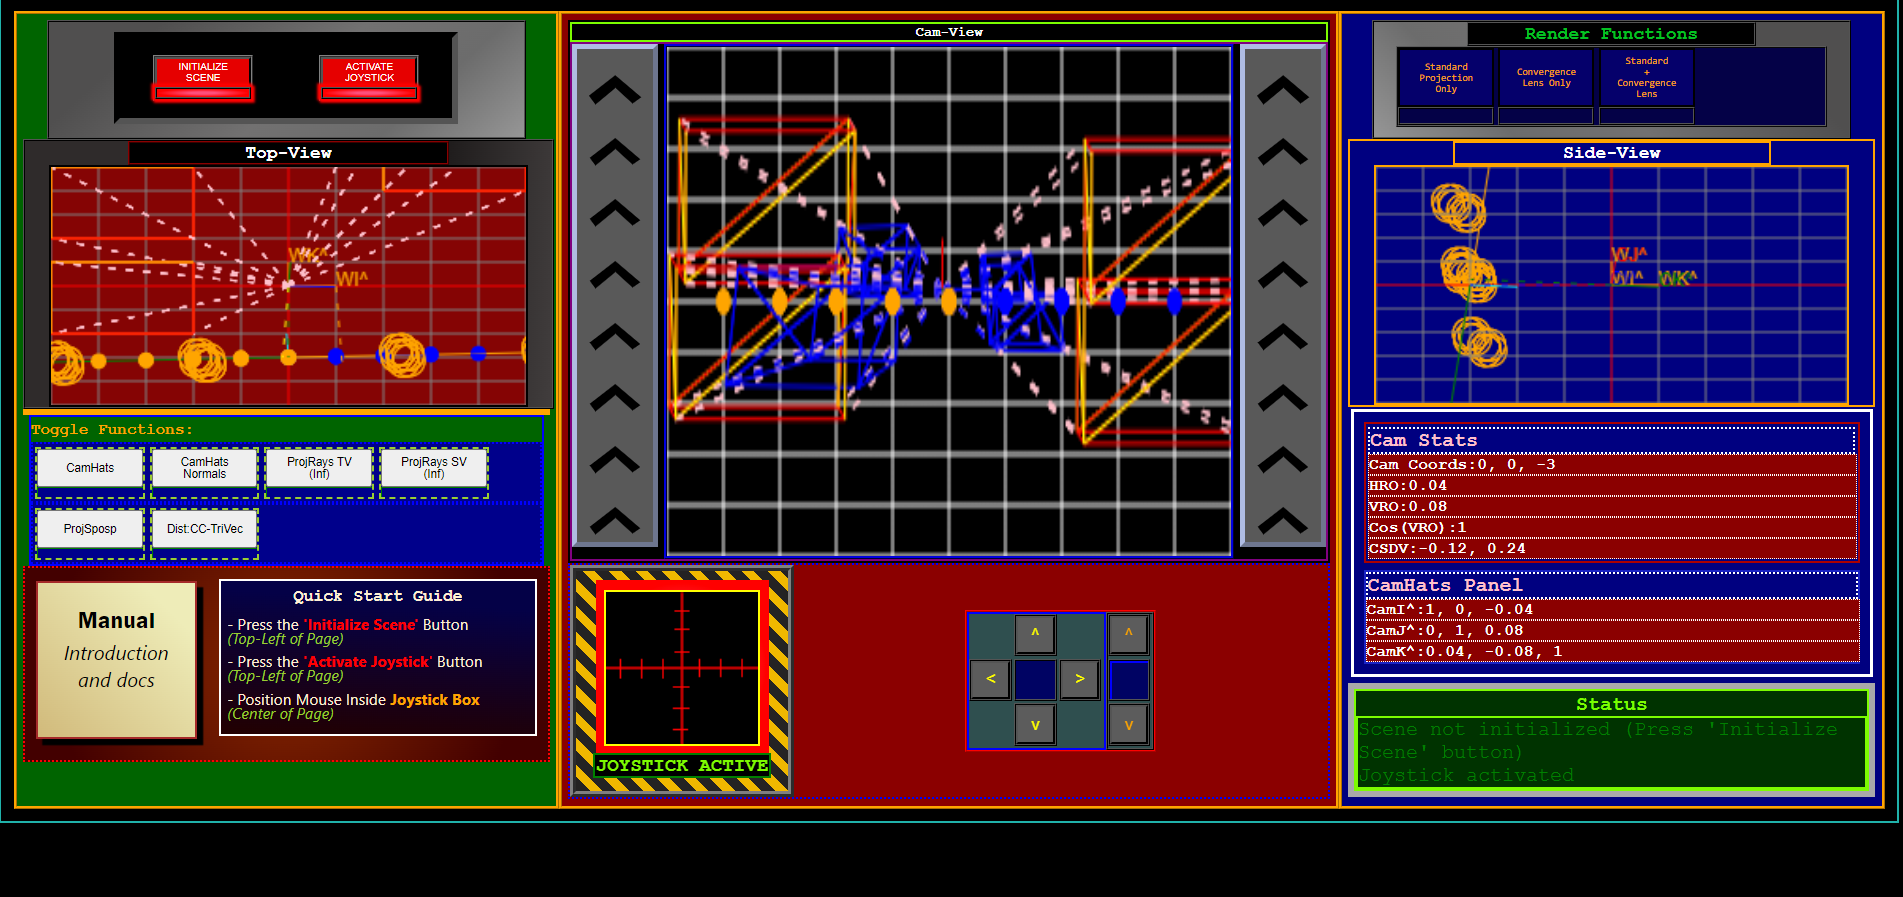 INITIALIZE
SCENE
ACTIVATE
JOYSTICK
Top-View
WK^
WI^
Toggle Functions:
CamHats
CamHats
Normals
ProjRays TV
(Inf)
ProjRays SV
(Inf)
ProjSposp
Dist:CC-TriVec
Manual
Introduction
and docs
Quick Start Guide
- Press the 'Initialize Scene' Button
(Top-Left of Page)
- Press the 'Activate Joystick' Button
(Top-Left of Page)
- Position Mouse Inside Joystick Box
(Center of Page)
Cam-View
JOYSTICK ACTIVE
^
^
<
>
v
v
Render Functions
Standard
Projection
Only
Convergence
Lens Only
Standard
+
Convergence
Lens
Side-View
WJ^
WI^
WK^
Cam Stats
Cam Coords:0, 0, -3
HRO:0.04
VRO:0.08
Cos(VRO):1
CSDV:-0.12, 0.24
CamHats Panel
CamI^:1, 0, -0.04
CamJ^:0, 1, 0.08
CamK^:0.04, -0.08, 1
Status
Scene not initialized (Press 'Initialize
Scene' button)
Joystick activated